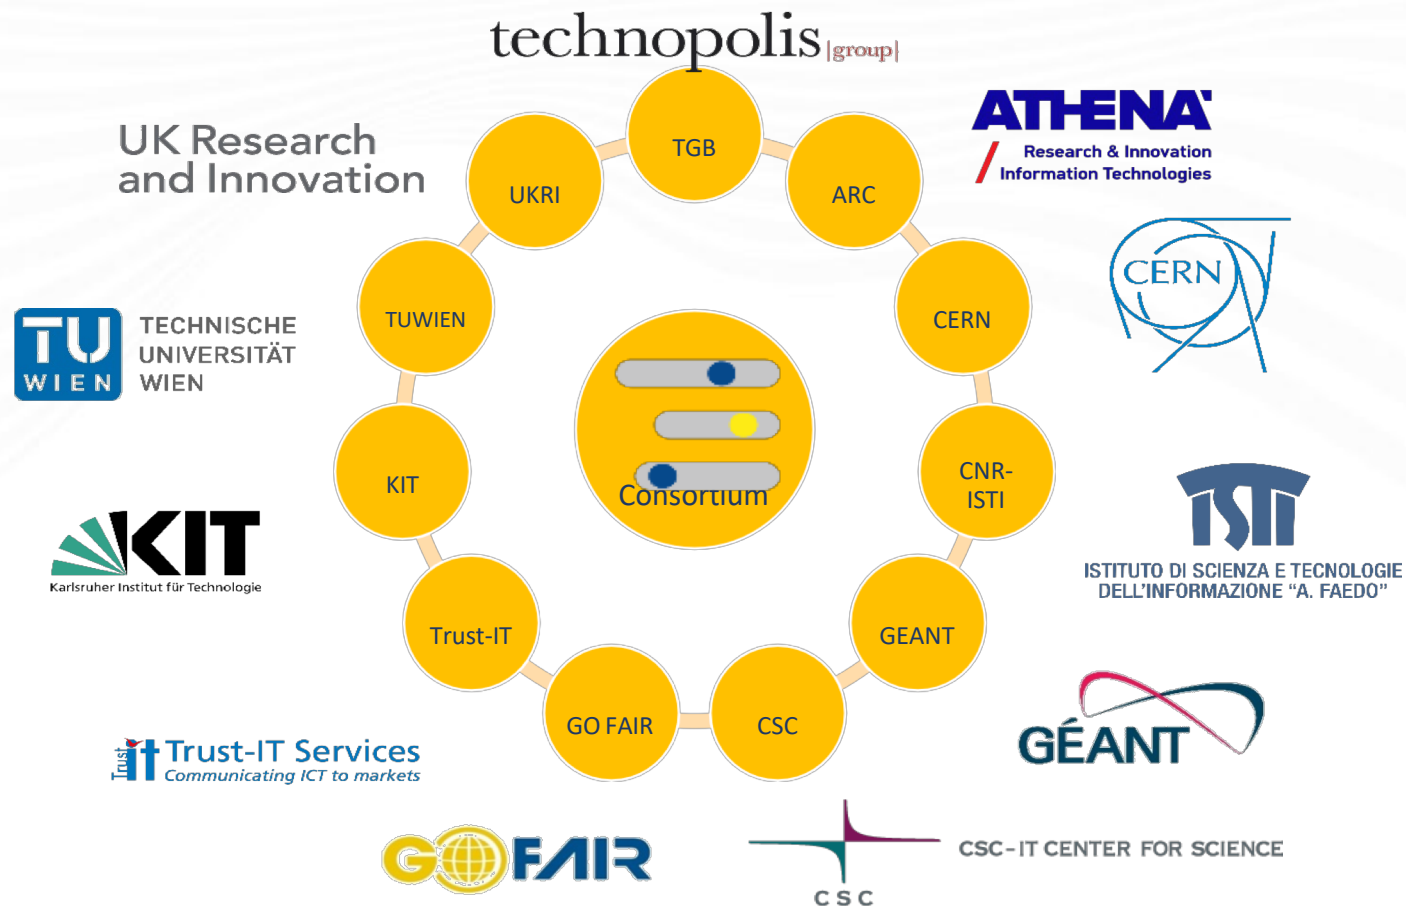 technopolis |group|
UK Research
and Innovation
ATHENA
Research & Innovation
Information Technologies
TGB
UKRI
ARC
CERN
TUWIEN
CERN
TU
WIEN
TECHNISCHE
UNIVERSITÄT
WIEN
Consortium
KIT
CNR-
ISTI
KIT
Karlsruher Institut für Technologie
ISTI
ISTITUTO DI SCIENZA E TECNOLOGIE
DELL'INFORMAZIONE "A. FAEDO"
Trust-IT
GEANT
GO FAIR
CSC
GÉANT
Trust it
Trust-IT Services
Communicating ICT to markets
GO FAIR
CSC
CSC-IT CENTER FOR SCIENCE